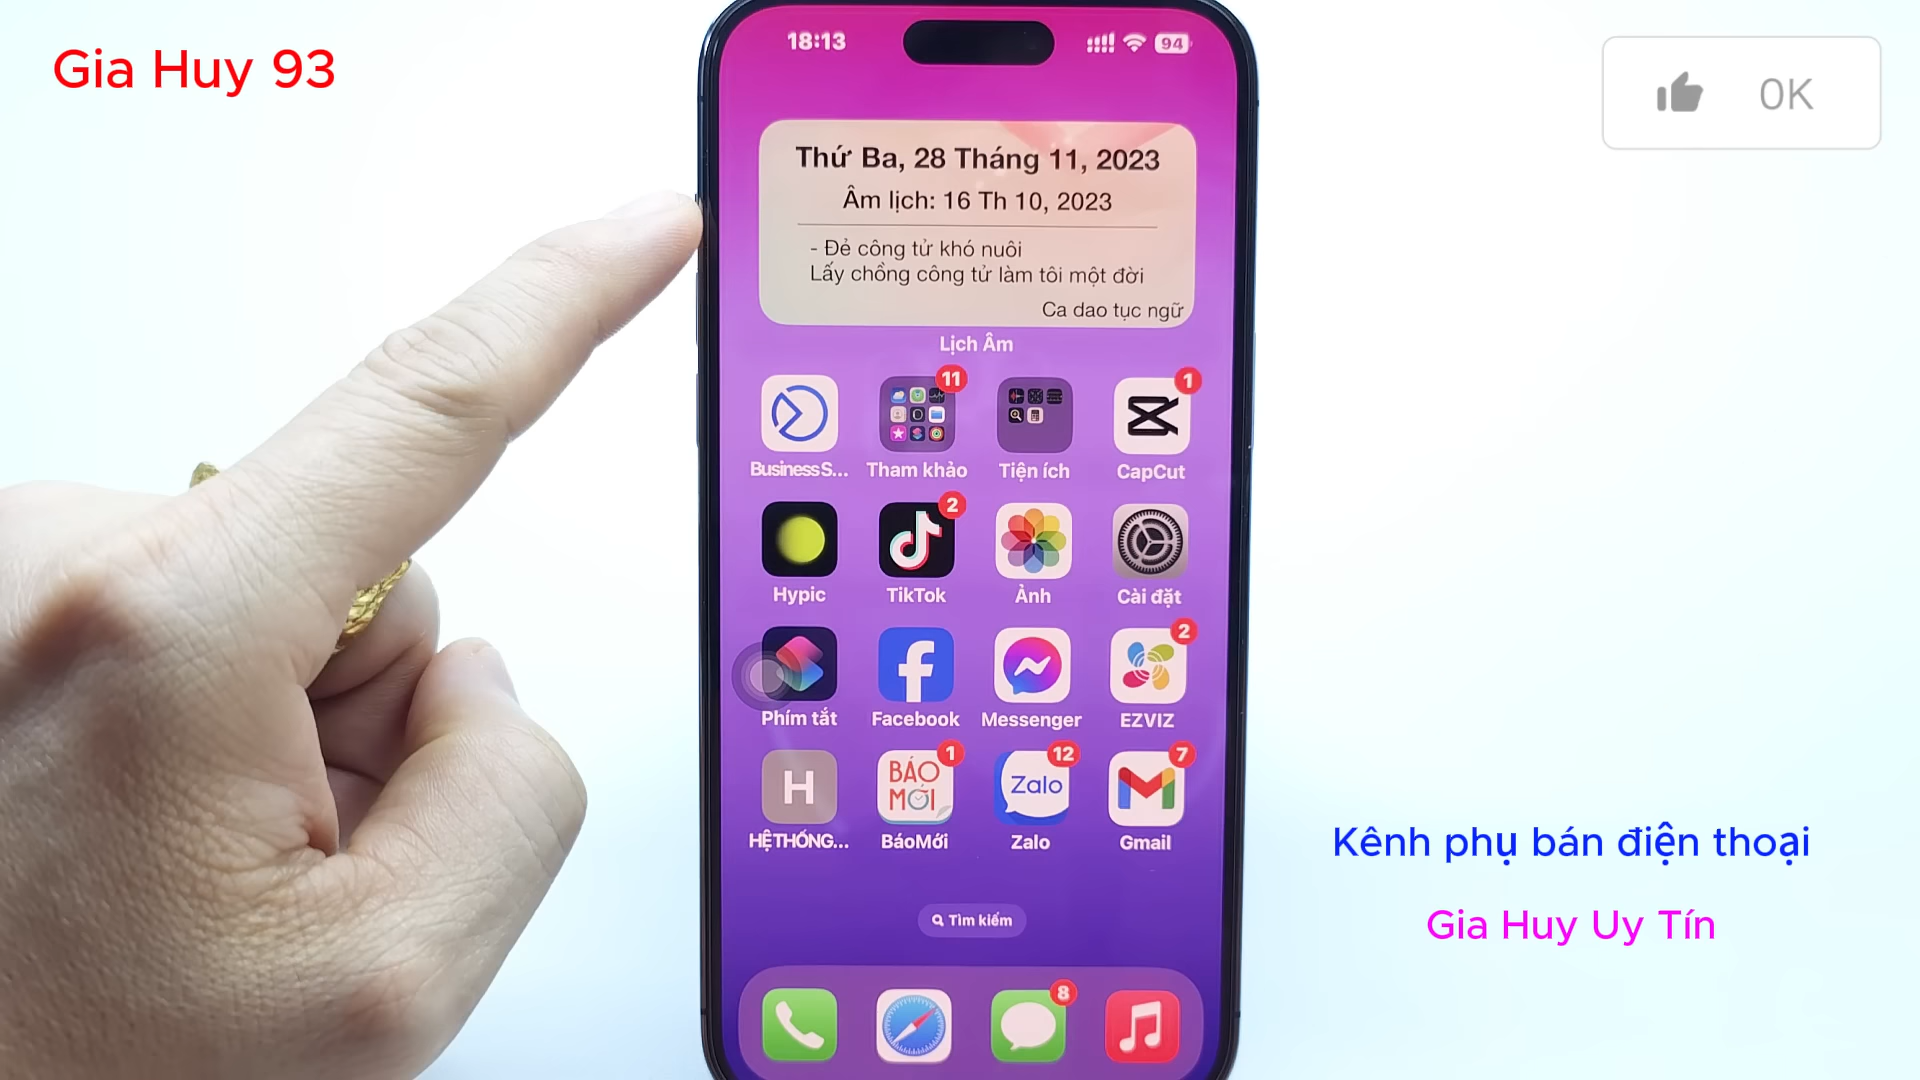 Gia Huy 93
0K
18:13
94
Thứ Ba, 28 Tháng 11, 2023
Âm lịch: 16 Th 10, 2023
- Đẻ công tử khó nuôi
Lấy chồng công tử làm tôi một đời
Ca dao tục ngữ
Lịch Âm
11
1
Business S...
Tham khảo
Tiện ích
CapCut
2
Hypic
TikTok
Ảnh
Cài đặt
2
Phím tắt
Facebook
Messenger
EZVIZ
H
1
BÁO
MỚI
12
Zalo
7
HỆ THỐNG...
BáoMới
Zalo
Gmail
Kênh phụ bán điện thoại
Gia Huy Uy Tín
Tìm kiếm
8